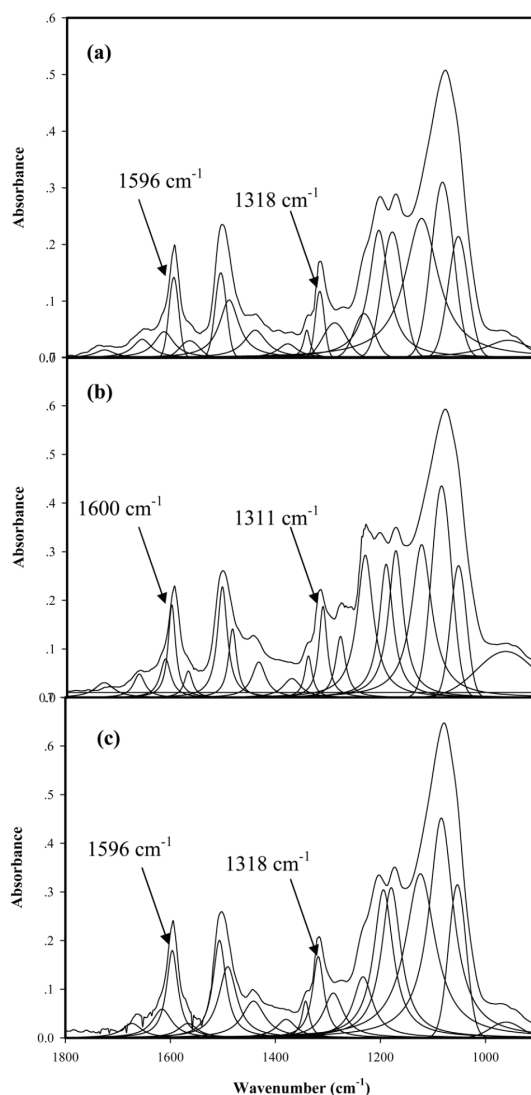 .6
(a)
.5
.4
1596 cm-1
1318 cm-1
.3
.2
.1
0.0
Absorbance
(b)
.6
.5
1600 cm-1
1311 cm-1
.4
.3
.2
.1
0.0
Absorbance
(c)
.6
.5
1596 cm-1
1318 cm-1
.4
.3
.2
.1
0.0
Absorbance
1800 1600 1400 1200 1000
Wavenumber (cm-1)